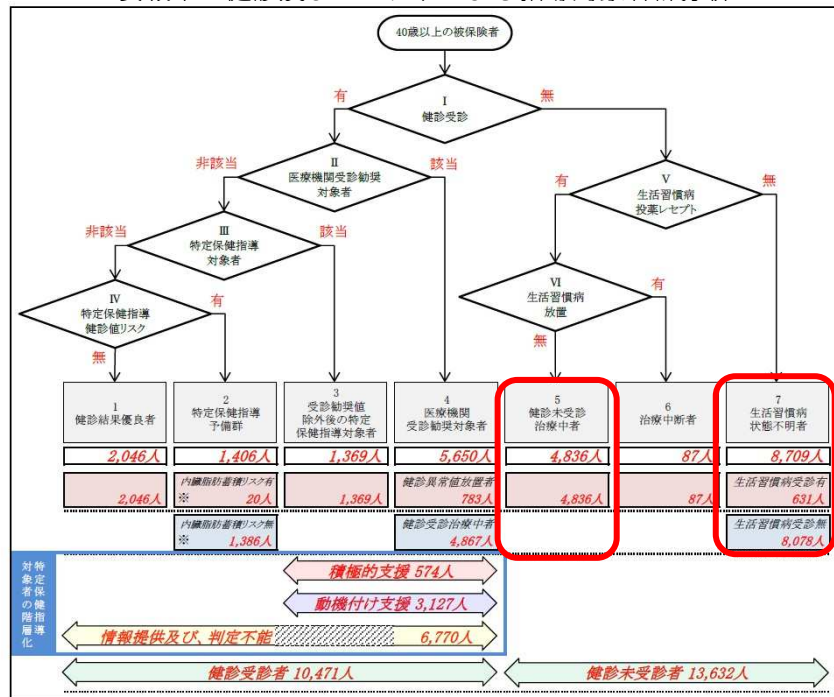 40歳以上の被保険者
Ⅰ
健診受診
有
無
Ⅱ
医療機関受診勧奨
対象者
非該当
該当
Ⅴ
生活習慣病
投薬レセプト
有
無
Ⅲ
特定保健指導
対象者
非該当
該当
Ⅵ
生活習慣病
放置
無
有
Ⅳ
特定保健指導
健診値リスク
無
有
1
健診結果優良者
2
特定保健指導
予備群
3
受診勧奨値
除外後の特定
保健指導対象者
4
医療機関
受診勧奨対象者
5
健診未受診
治療中者
6
治療中断者
7
生活習慣病
状態不明者
2,046人
1,406人
1,369人
5,650人
4,836人
87人
8,709人
2,046人
内臓脂肪蓄積リスク有
※ 20人
1,369人
健診異常値放置者
783人
4,836人
87人
生活習慣病受診有
631人
内臓脂肪蓄積リスク無
※ 1,386人
健診受診治療中者
4,867人
生活習慣病受診無
8,078人
特定保健指導
対象者の階層化
積極的支援 574人
動機付け支援 3,127人
情報提供及び、判定不能 6,770人
健診受診者 10,471人
健診未受診者 13,632人